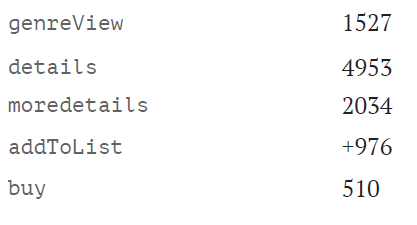 genreView 1527
details 4953
moredetails 2034
addToList +976
buy 510